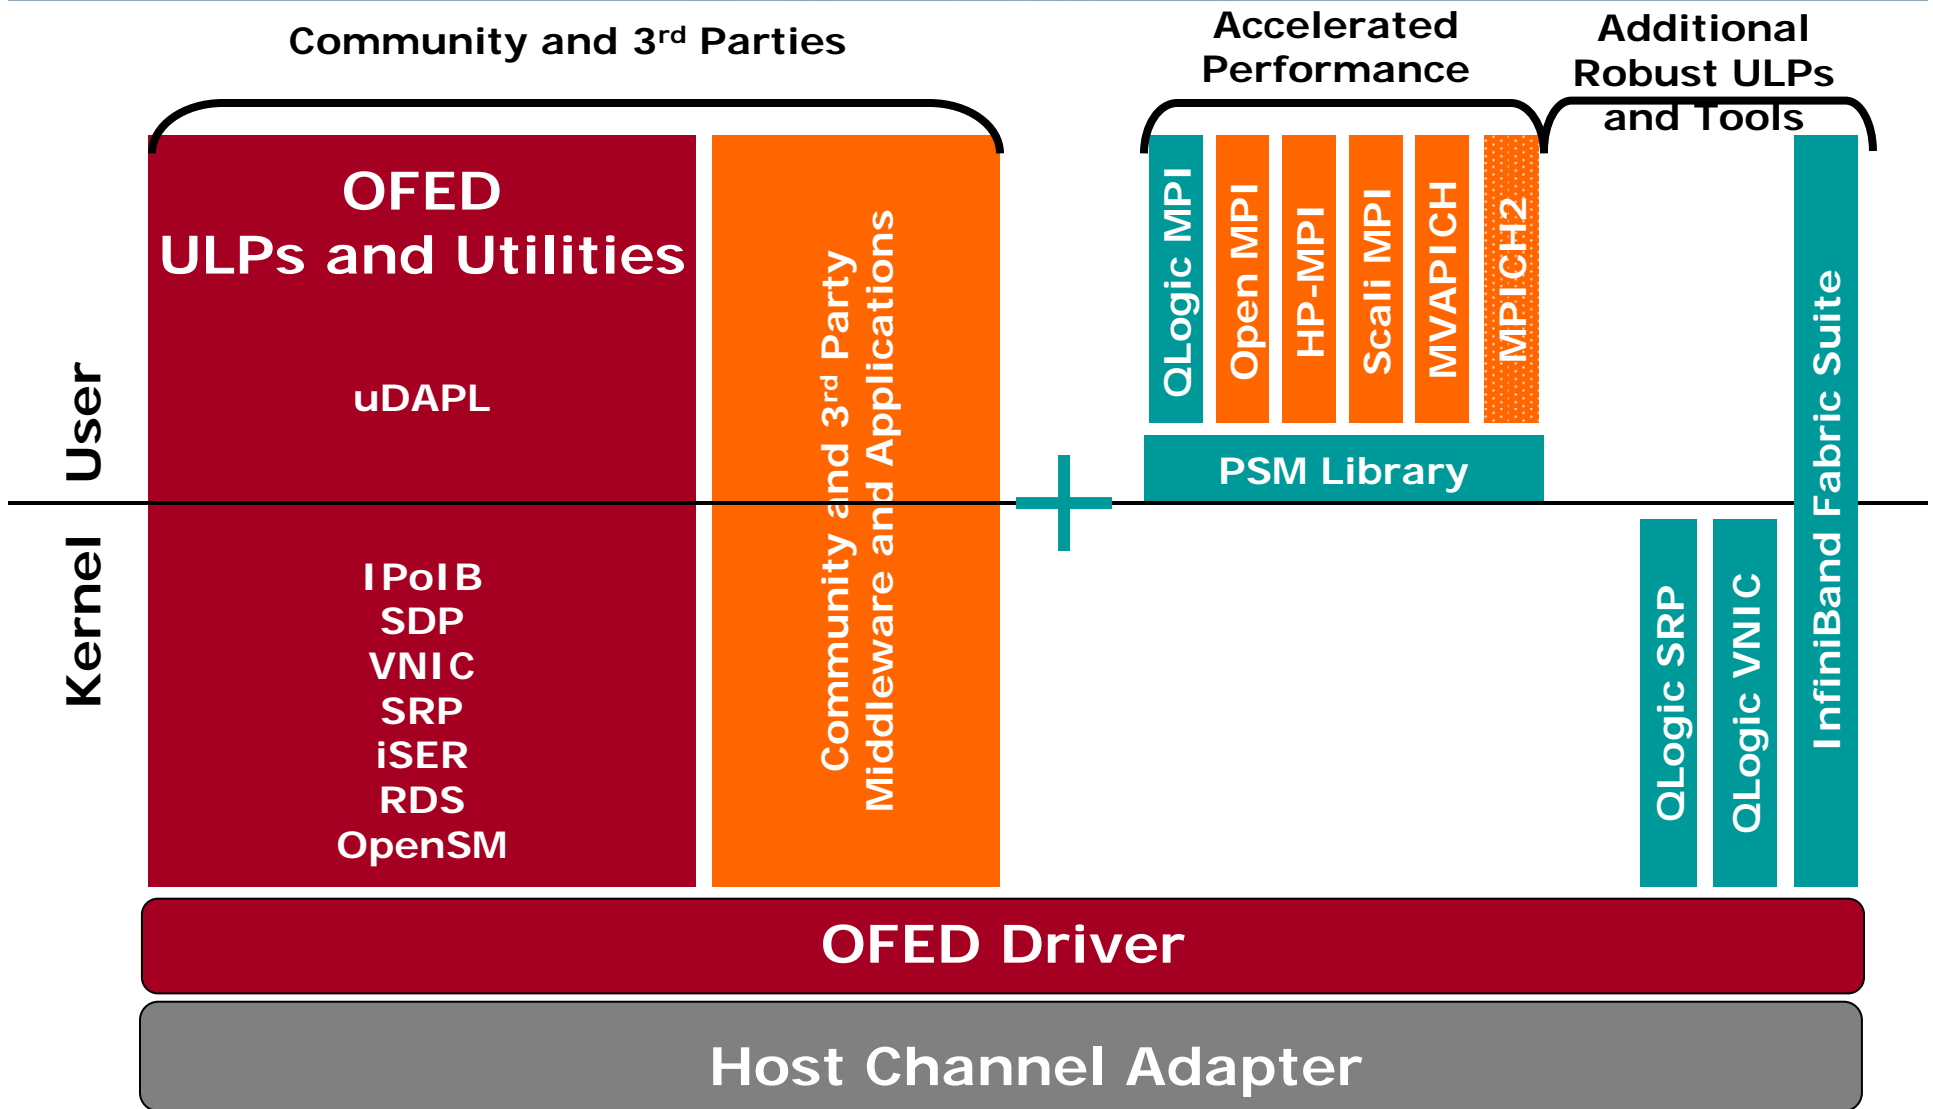 Community and 3rd Parties
Accelerated
Performance
Additional
Robust ULPs
and Tools
OFED
ULPs and Utilities
uDAPL
IPoIB
SDP
VNIC
SRP
iSER
RDS
OpenSM
Community and 3rd Party
Middleware and Applications
QLogic MPI
Open MPI
HP-MPI
Scali MPI
MVAPICH
MPICH2
PSM Library
QLogic SRP
QLogic VNIC
InfiniBand Fabric Suite
User
Kernel
OFED Driver
Host Channel Adapter